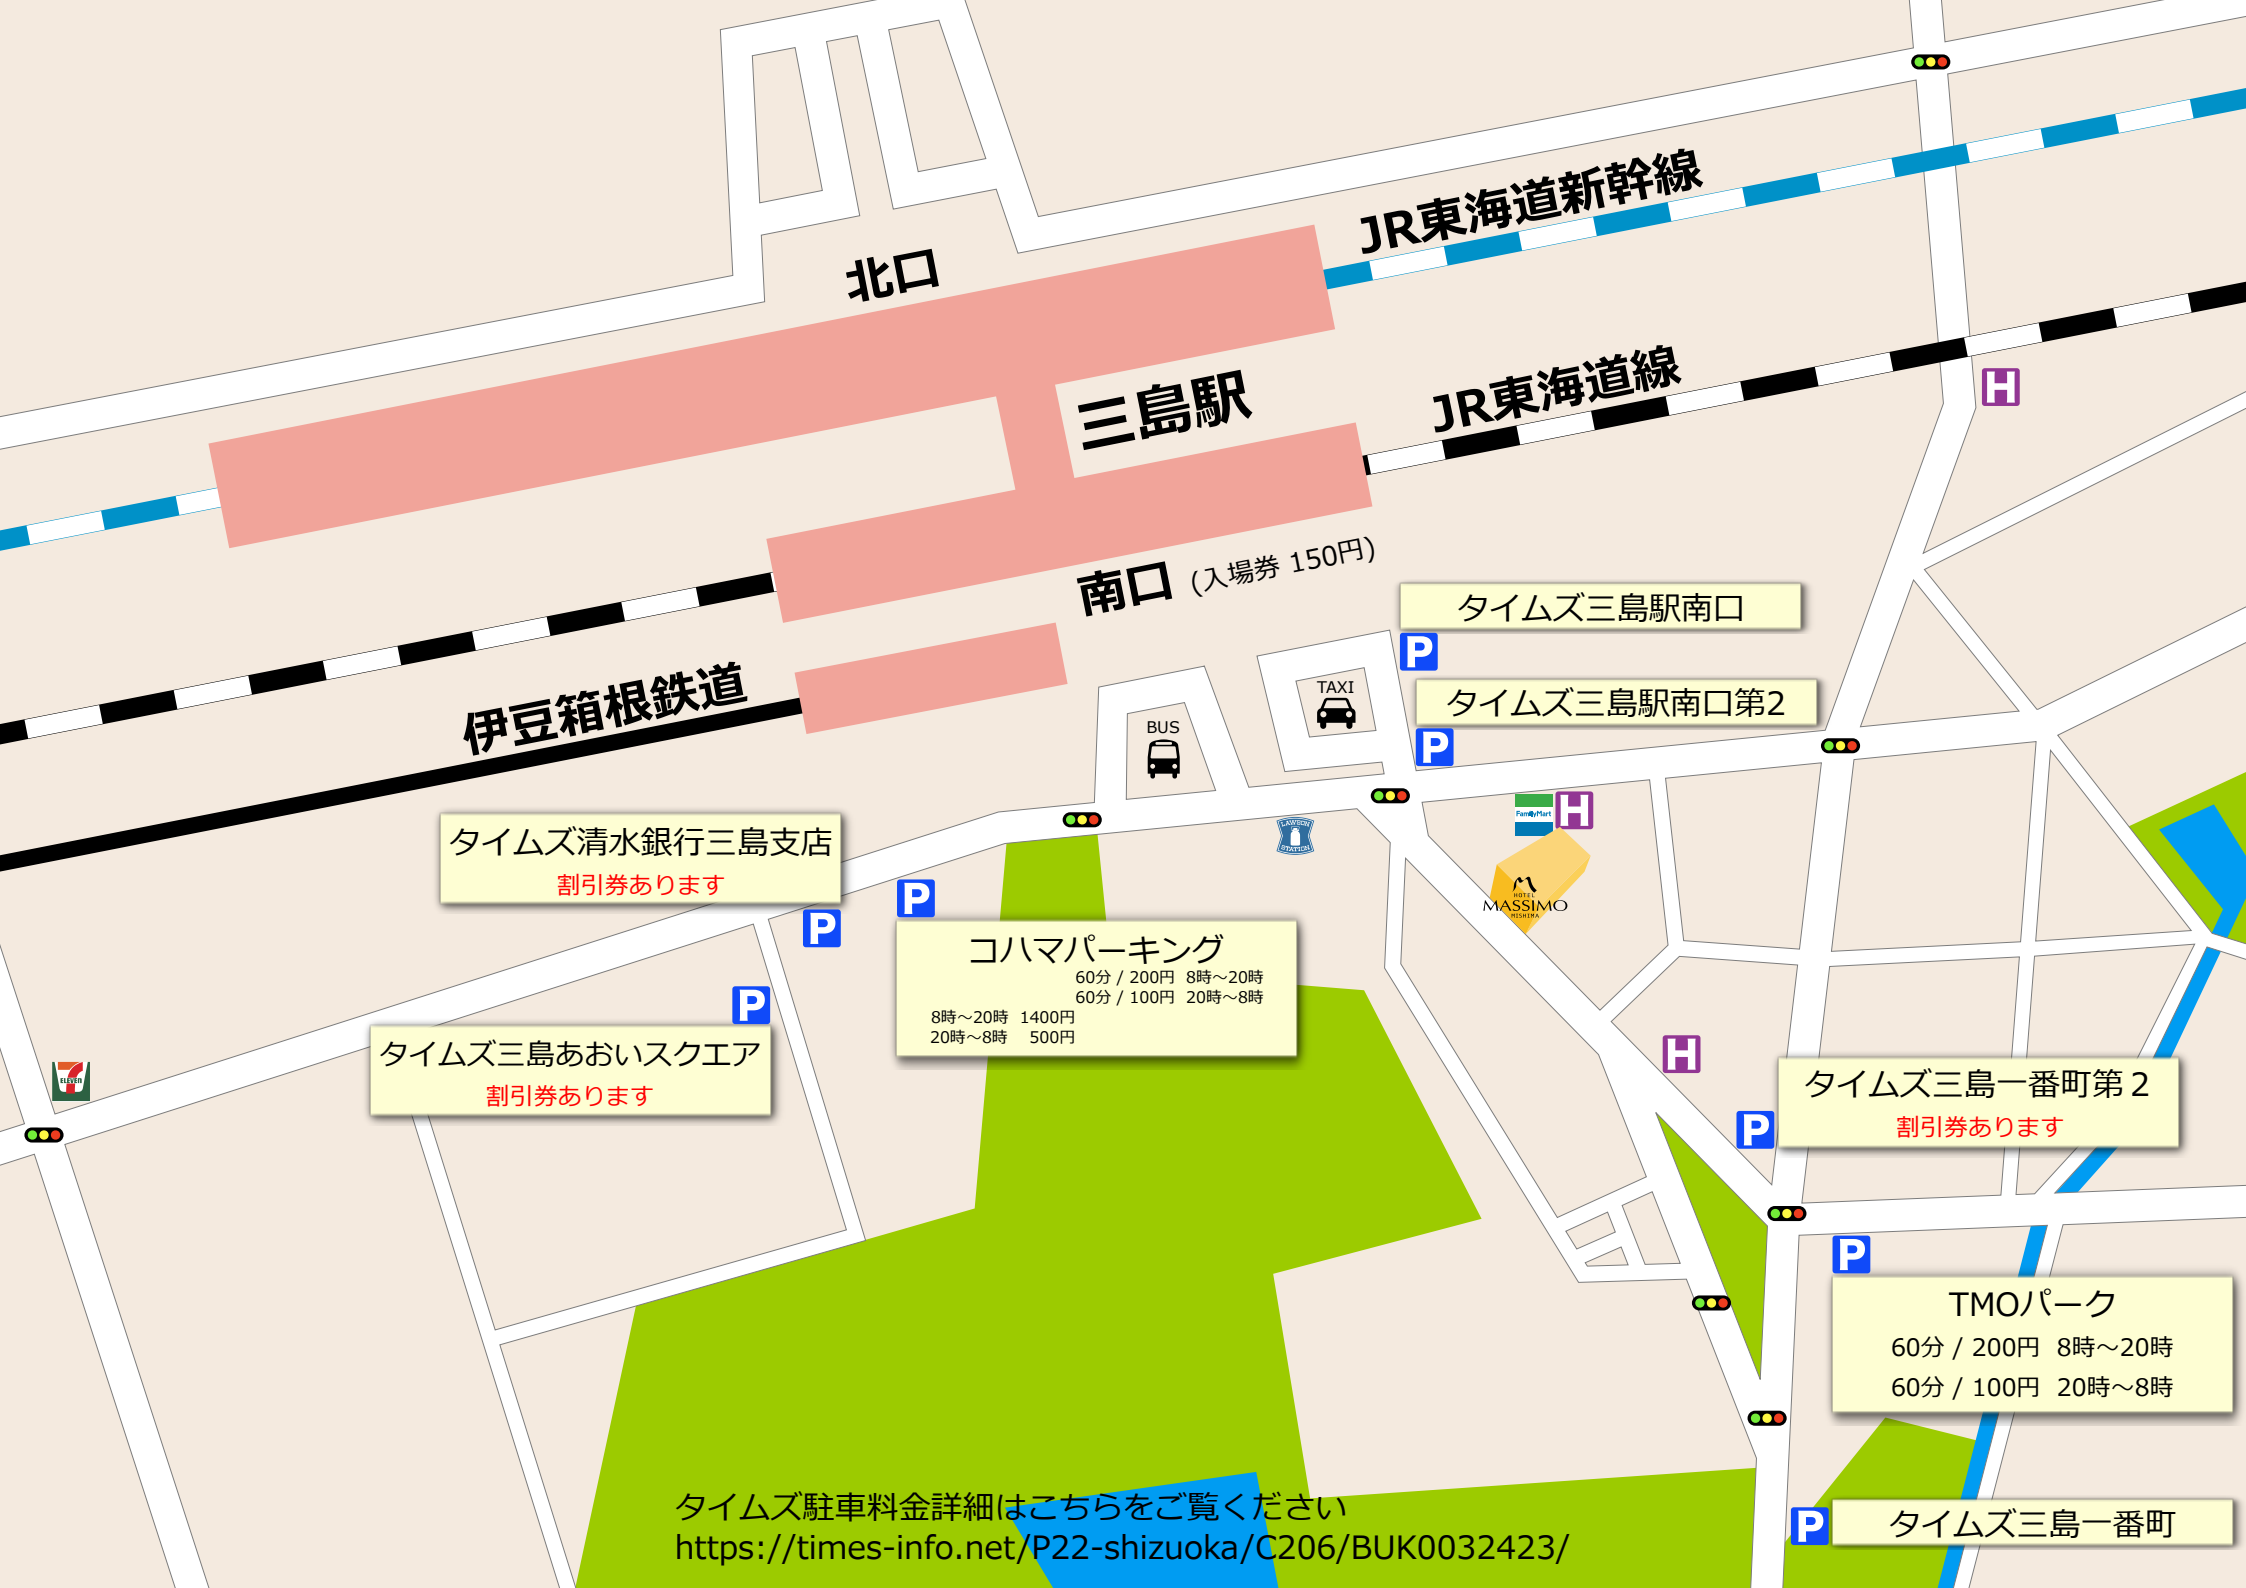 JR東海道新幹線
北口
三島駅
JR東海道線
南口 (入場券 150円)
伊豆箱根鉄道
タイムズ三島駅南口
P
TAXI
タイムズ三島駅南口第2
P
BUS
H
FamilyMart
H
LAWSON
STATION
HOTEL
MASSIMO
MISHIMA
タイムズ清水銀行三島支店
割引券あります
P
P
コハマパーキング
60分 / 200円 8時～20時
60分 / 100円 20時～8時
8時～20時 1400円
20時～8時 500円
P
タイムズ三島あおいスクエア
割引券あります
7
ELEVEN
H
タイムズ三島一番町第２
割引券あります
P
P
TMOパーク
60分 / 200円 8時～20時
60分 / 100円 20時～8時
P
タイムズ三島一番町
タイムズ駐車料金詳細はこちらをご覧ください
https://times-info.net/P22-shizuoka/C206/BUK0032423/